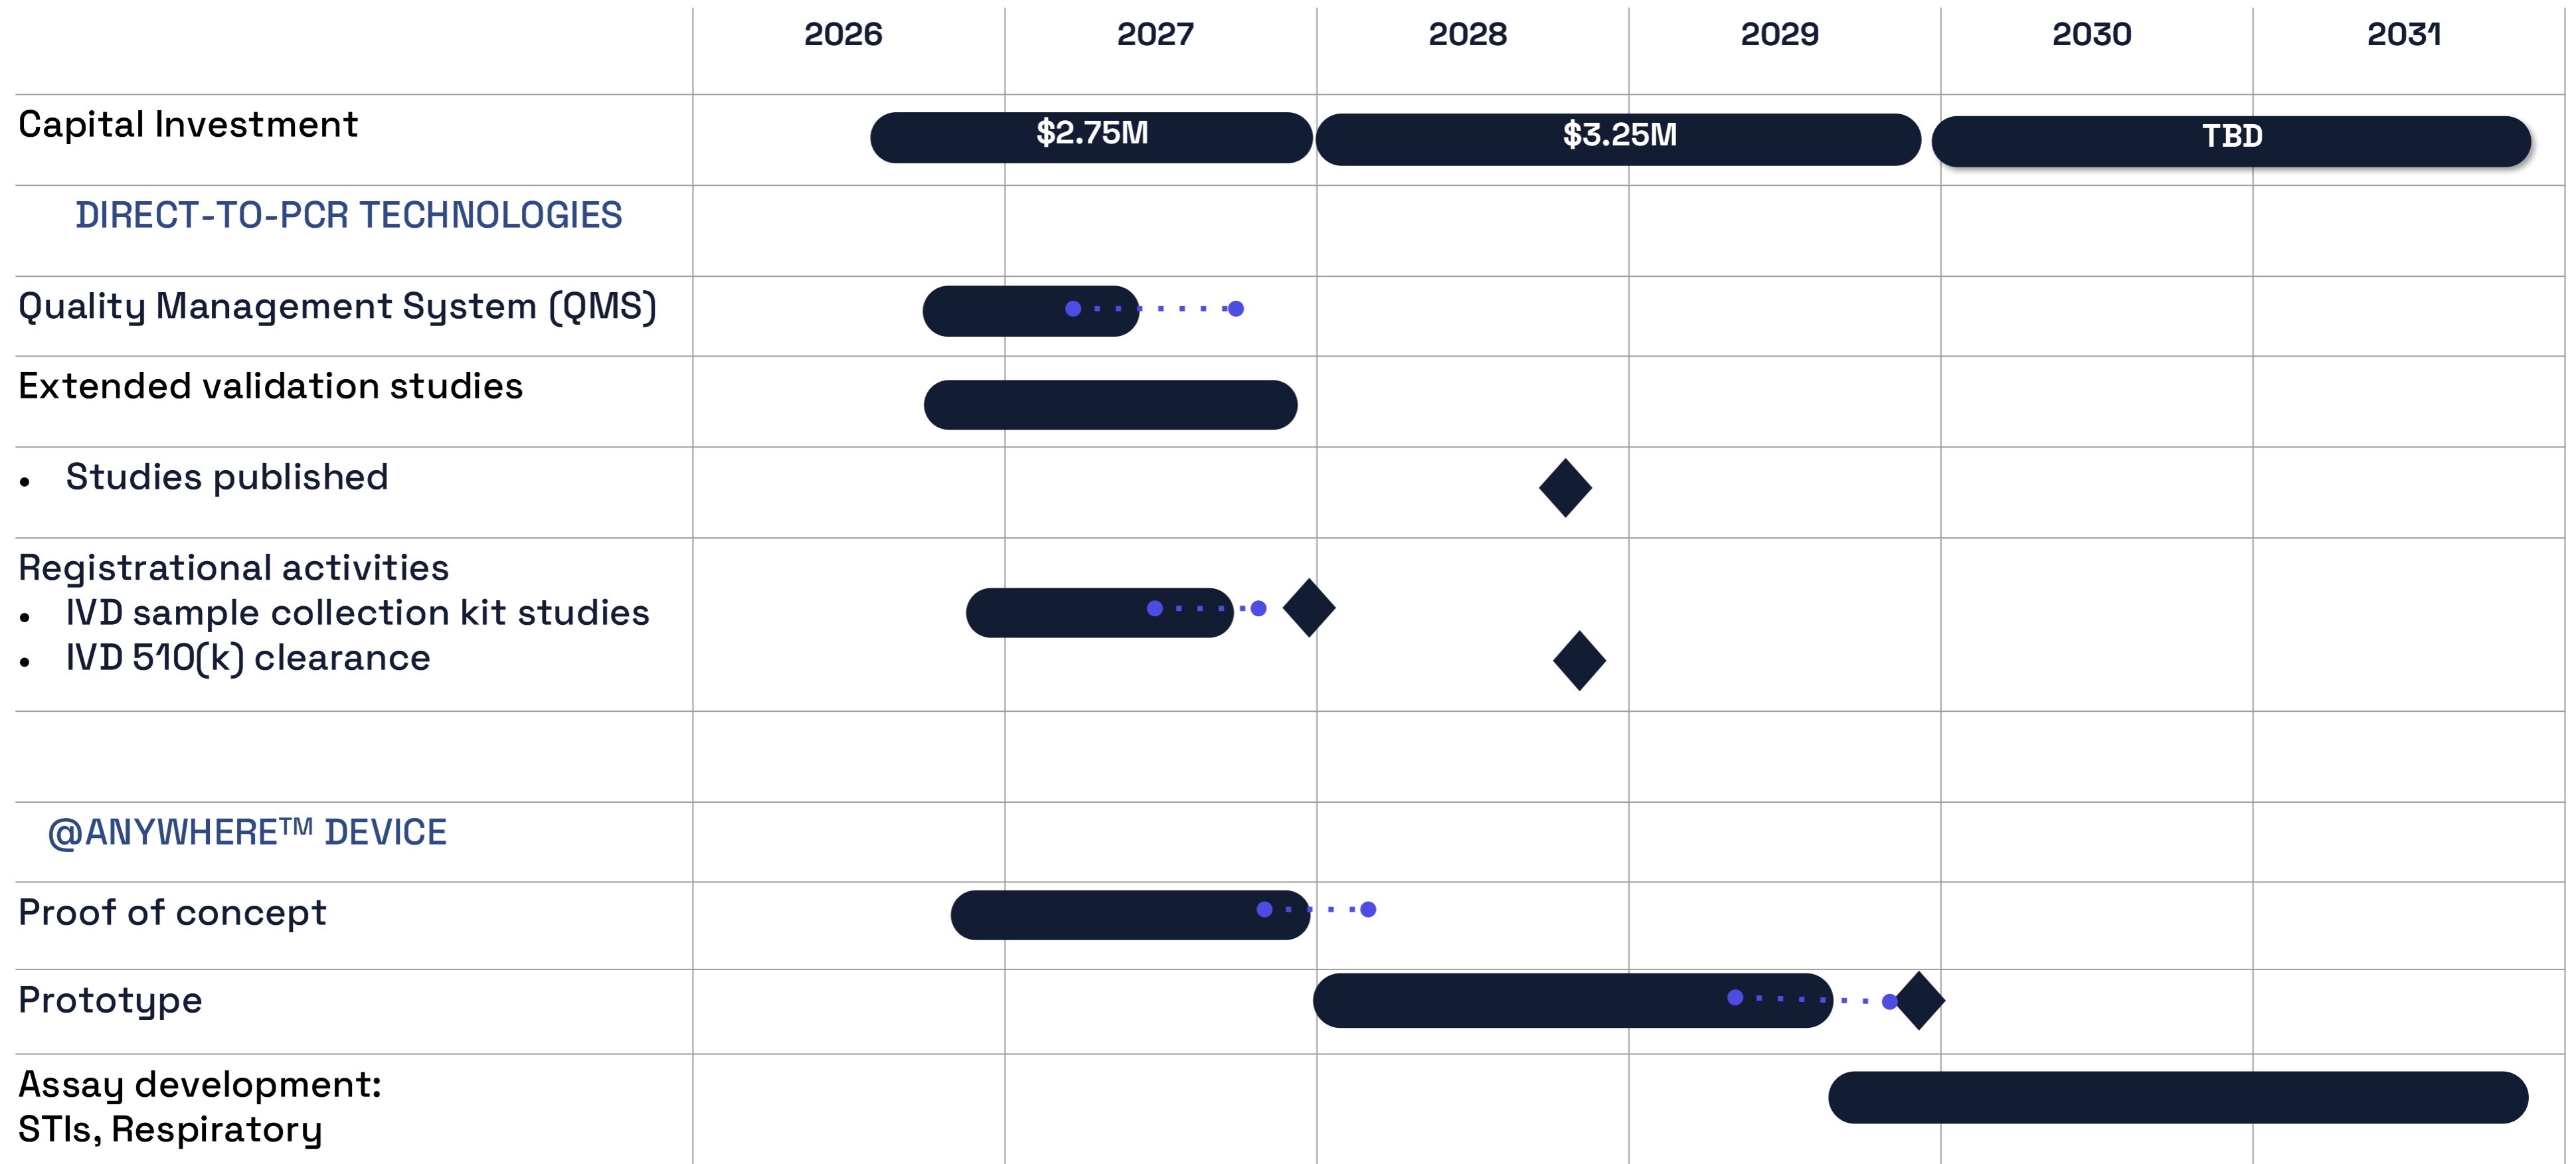 2026 2027 2028 2029 2030 2031
Capital Investment $2.75M $3.25M TBD
DIRECT-TO-PCR TECHNOLOGIES
Quality Management System (QMS)
Extended validation studies
• Studies published
Registrational activities
• IVD sample collection kit studies
• IVD 510(k) clearance
@ANYWHERE™ DEVICE
Proof of concept
Prototype
Assay development:
STIs, Respiratory